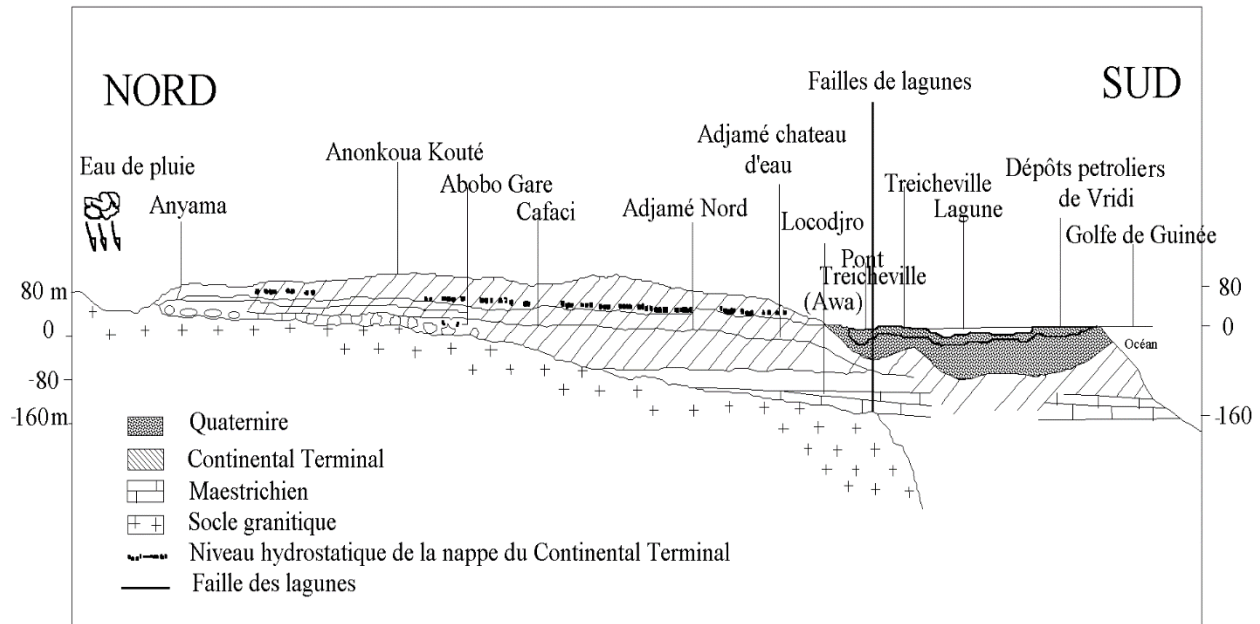 NORD
SUD
Failles de lagunes
Eau de pluie
Anyama
Anonkoua Kouté
Abobo Gare
Cafaci
Adjamé Nord
Adjamé chateau
d'eau
Locodjro
Pont
Treicheville
(Awa)
Treicheville
Lagune
Dépôts petroliers
de Vridi
Golfe de Guinée
80 m
0
-80
-160 m
80
0
Océan
-160
Quaternire
Continental Terminal
Maestrichien
Socle granitique
Niveau hydrostatique de la nappe du Continental Terminal
Faille des lagunes